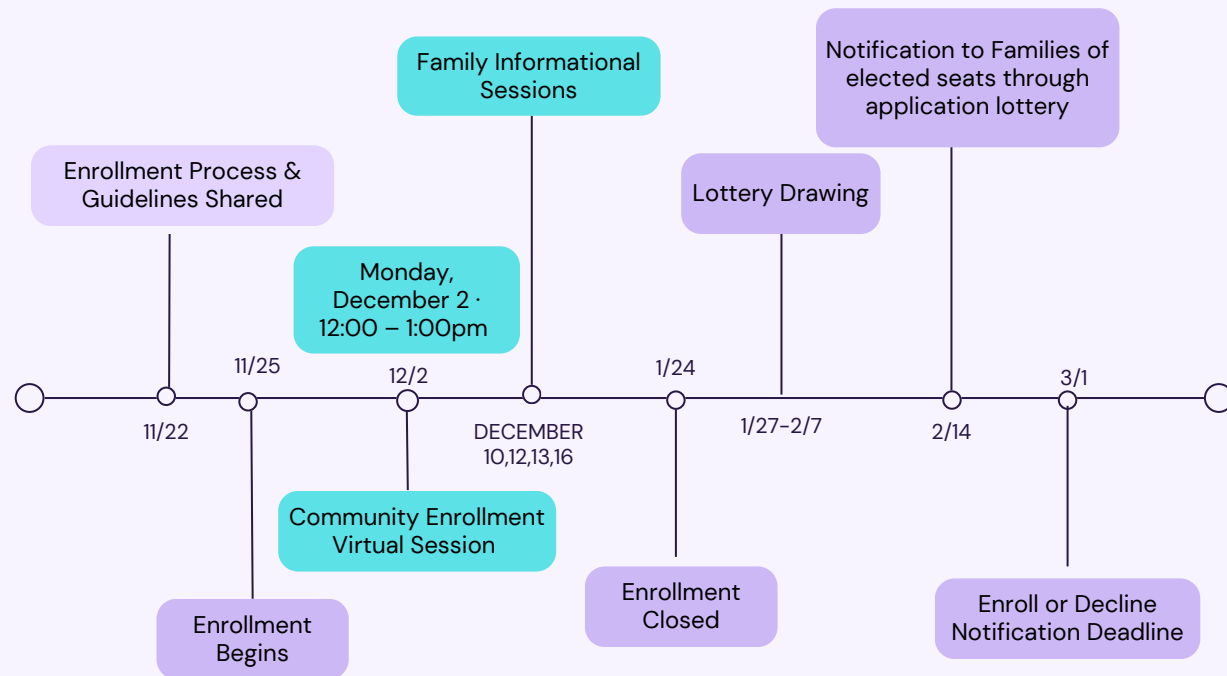 Notification to Families of
elected seats through
application lottery
Family Informational
Sessions
Enrollment Process &
Guidelines Shared
Lottery Drawing
Monday,
December 2 ·
12:00 – 1:00pm
11/25
12/2
1/24
3/1
11/22
DECEMBER
10,12,13,16
1/27-2/7
2/14
Community Enrollment
Virtual Session
Enrollment
Closed
Enroll or Decline
Notification Deadline
Enrollment
Begins